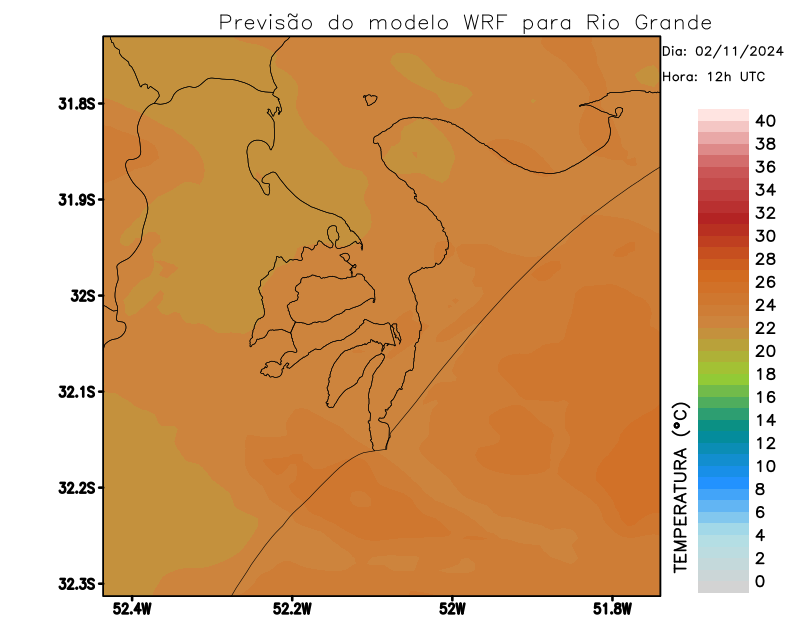 Previsão do modelo WRF para Rio Grande
Dia: 02/11/2024
Hora: 12h UTC
31.8S
31.9S
32S
32.1S
32.2S
32.3S
52.4W
52.2W
52W
51.8W
TEMPERATURA (°C)
40
38
36
34
32
30
28
26
24
22
20
18
16
14
12
10
8
6
4
2
0